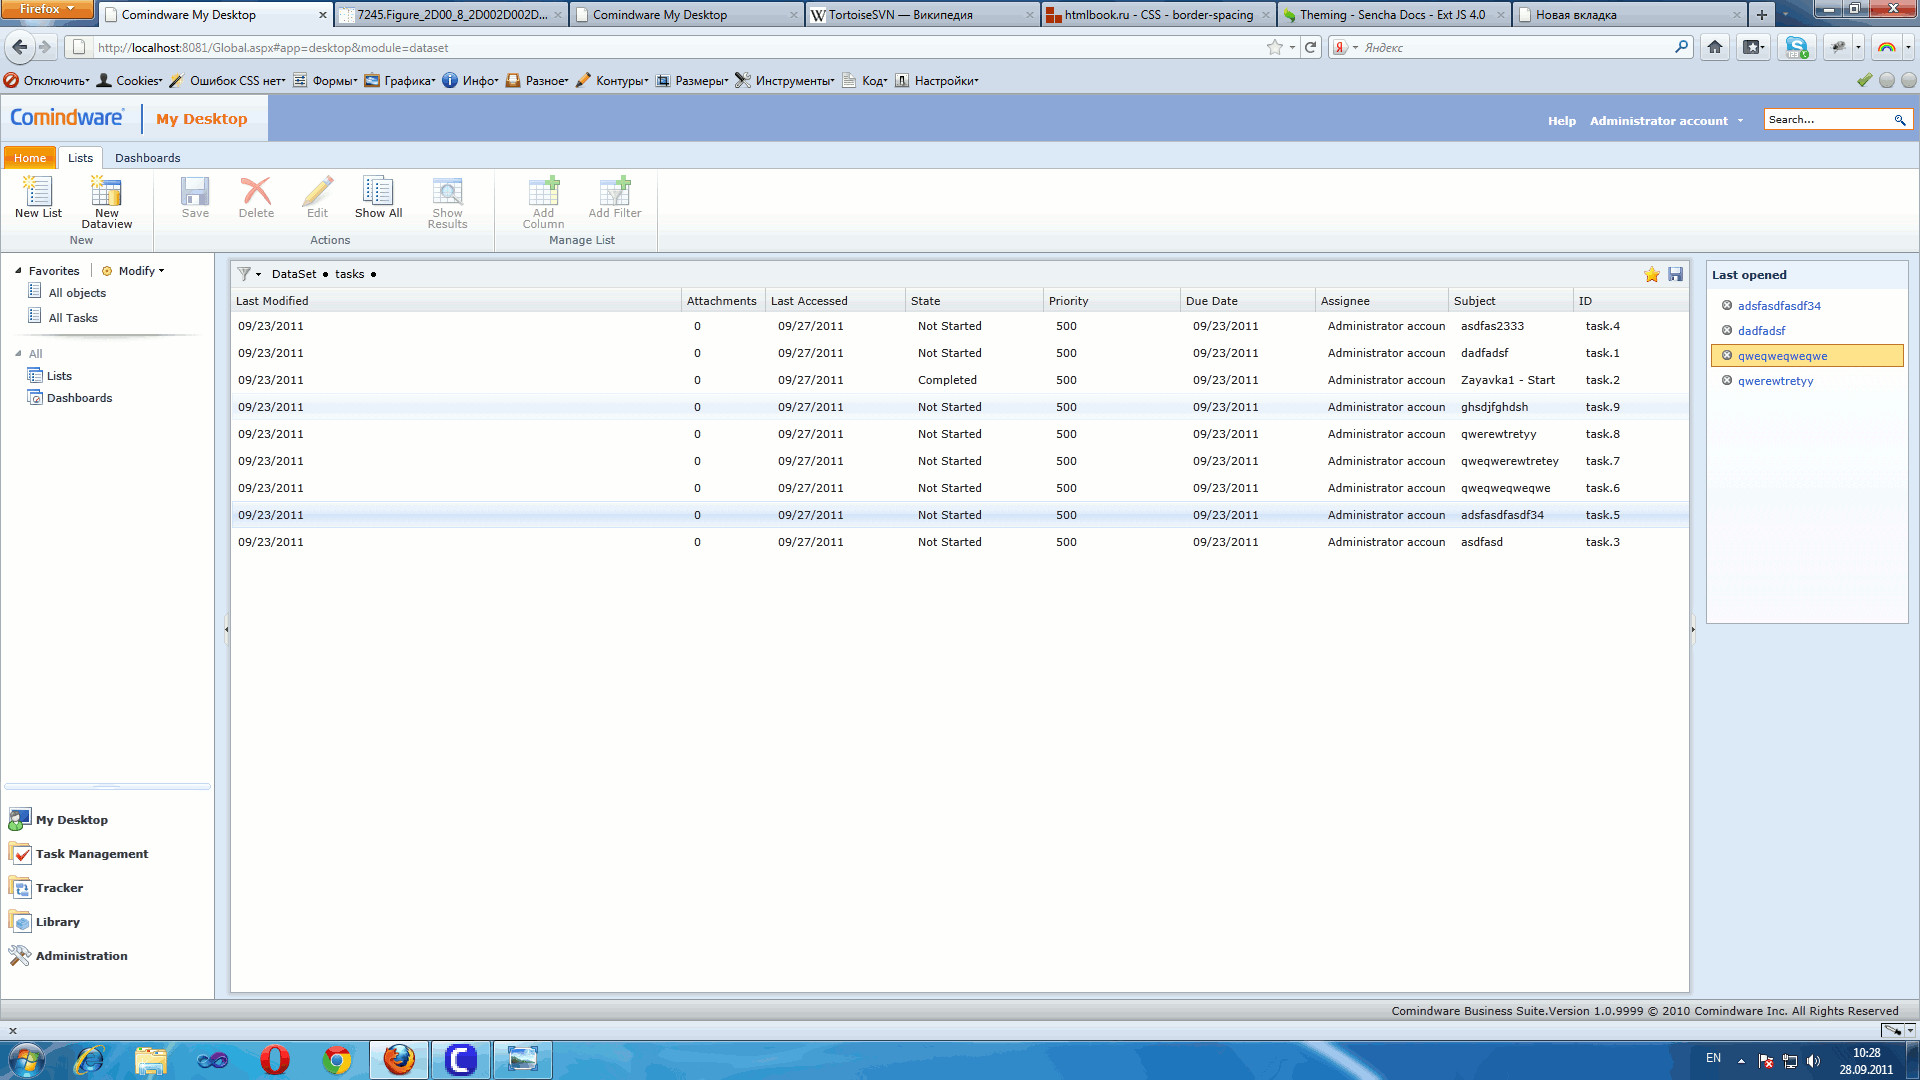 Firefox
Comindware My Desktop
7245.Figure_2D00_8_2D002D002D...
Comindware My Desktop
TortoiseSVN — Википедия
htmlbook.ru - CSS - border-spacing
Theming - Sencha Docs - Ext JS 4.0
Новая вкладка
http://localhost:8081/Global.aspx#app=desktop&module=dataset
Яндекс
Отключить Cookies Ошибок CSS нет Формы Графика Инфо Разное Контуры Размеры Инструменты Код Настройки
Comindware My Desktop
Help Administrator account Search...
Home Lists Dashboards
New List New Dataview Save Delete Edit Show All Show Results Add Column Add Filter
New Actions Manage List
Favorites Modify
All objects
All Tasks
All
Lists
Dashboards
My Desktop
Task Management
Tracker
Library
Administration
DataSet • tasks •
Last Modified Attachments Last Accessed State Priority Due Date Assignee Subject ID
09/23/2011 0 09/27/2011 Not Started 500 09/23/2011 Administrator accoun asdfas2333 task.4
09/23/2011 0 09/27/2011 Not Started 500 09/23/2011 Administrator accoun dadfadsf task.1
09/23/2011 0 09/27/2011 Completed 500 09/23/2011 Administrator accoun Zayavka1 - Start task.2
09/23/2011 0 09/27/2011 Not Started 500 09/23/2011 Administrator accoun ghsdjfghdsh task.9
09/23/2011 0 09/27/2011 Not Started 500 09/23/2011 Administrator accoun qwerewtretyy task.8
09/23/2011 0 09/27/2011 Not Started 500 09/23/2011 Administrator accoun qweqwerewtretey task.7
09/23/2011 0 09/27/2011 Not Started 500 09/23/2011 Administrator accoun qweqweqweqwe task.6
09/23/2011 0 09/27/2011 Not Started 500 09/23/2011 Administrator accoun adsfasdfasdf34 task.5
09/23/2011 0 09/27/2011 Not Started 500 09/23/2011 Administrator accoun asdfasd task.3
Last opened
adsfasdfasdf34
dadfadsf
qweqweqweqwe
qwerewtretyy
Comindware Business Suite.Version 1.0.9999 © 2010 Comindware Inc. All Rights Reserved
EN
10:28
28.09.2011